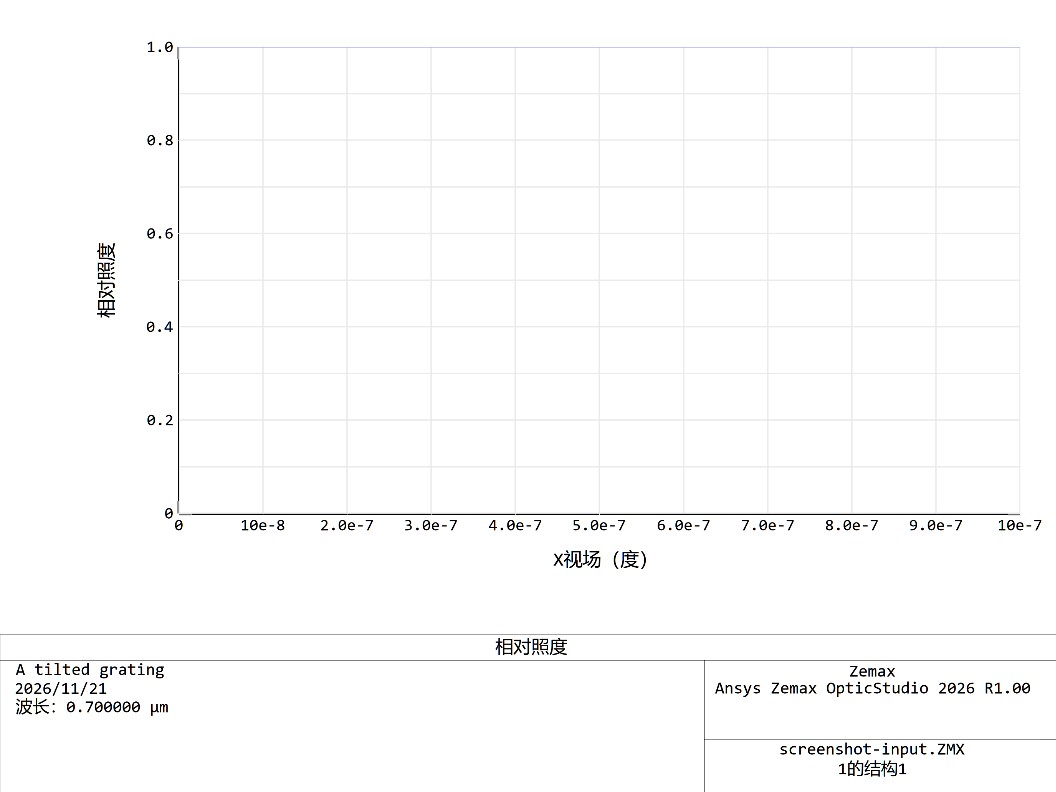 1.0
0.8
0.6
0.4
0.2
0
相对照度
0 10e-8 2.0e-7 3.0e-7 4.0e-7 5.0e-7 6.0e-7 7.0e-7 8.0e-7 9.0e-7 10e-7
X视场（度）
相对照度
A tilted grating
2026/11/21
波长：0.700000 µm
Zemax
Ansys Zemax OpticStudio 2026 R1.00
screenshot-input.ZMX
1的结构1